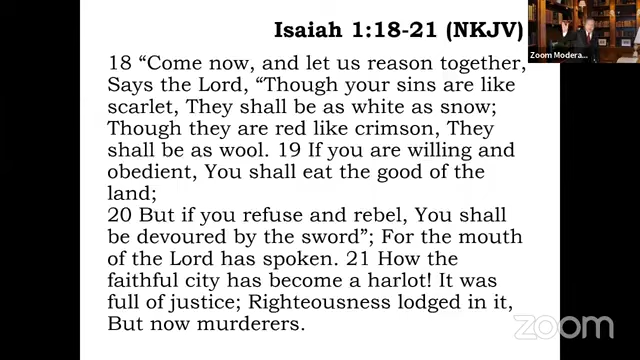 Isaiah 1:18-21 (NKJV)
Zoom Modera...
18 “Come now, and let us reason together,
Says the Lord, “Though your sins are like
scarlet, They shall be as white as snow;
Though they are red like crimson, They
shall be as wool. 19 If you are willing and
obedient, You shall eat the good of the
land;
20 But if you refuse and rebel, You shall
be devoured by the sword”; For the mouth
of the Lord has spoken. 21 How the
faithful city has become a harlot! It was
full of justice; Righteousness lodged in it,
But now murderers.
zoom